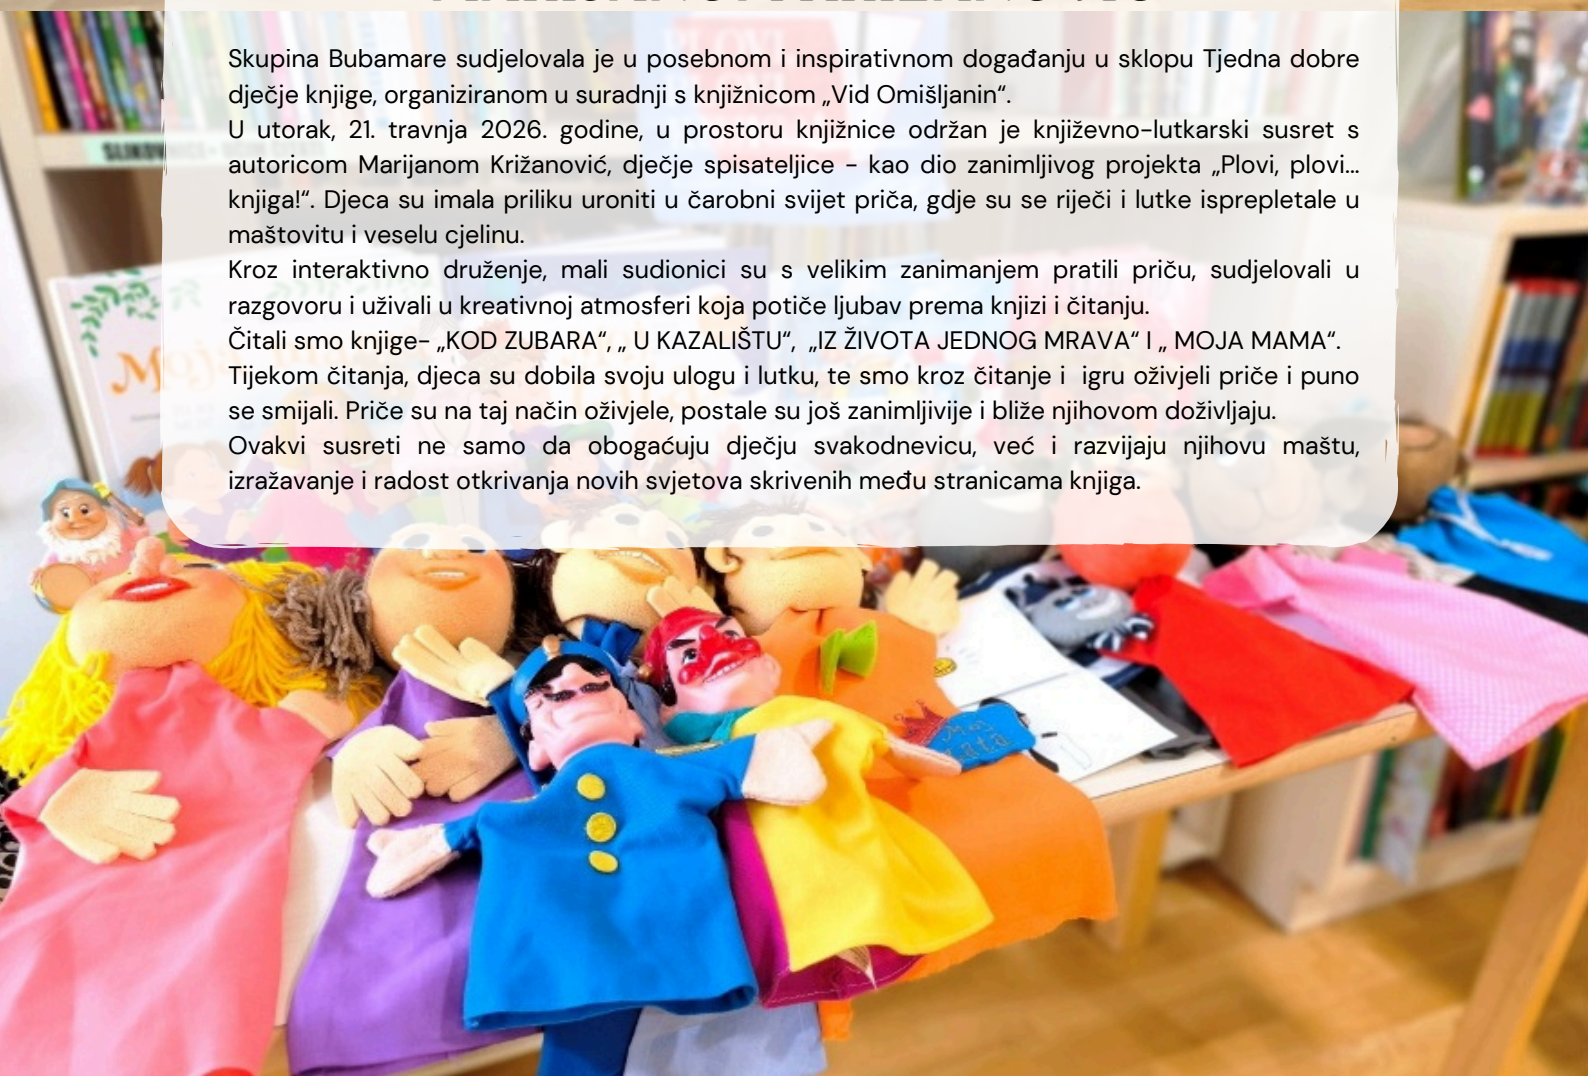 Skupina Bubamare sudjelovala je u posebnom i inspirativnom događanju u sklopu Tjedna dobre
dječje knjige, organiziranom u suradnji s knjižnicom „Vid Omišljanin“.
U utorak, 21. travnja 2026. godine, u prostoru knjižnice održan je književno-lutkarski susret s
autoricom Marijanom Križanović, dječje spisateljice - kao dio zanimljivog projekta „Plovi, plovi...
knjiga!“. Djeca su imala priliku uroniti u čarobni svijet priča, gdje su se riječi i lutke isprepletale u
maštovitu i veselu cjelinu.
Kroz interaktivno druženje, mali sudionici su s velikim zanimanjem pratili priču, sudjelovali u
razgovoru i uživali u kreativnoj atmosferi koja potiče ljubav prema knjizi i čitanju.
Čitali smo knjige- „KOD ZUBARA“, „ U KAZALIŠTU“, „IZ ŽIVOTA JEDNOG MRAVA“ I „ MOJA MAMA“.
Tijekom čitanja, djeca su dobila svoju ulogu i lutku, te smo kroz čitanje i igru oživjeli priče i puno
se smijali. Priče su na taj način oživjele, postale su još zanimljivije i bliže njihovom doživljaju.
Ovakvi susreti ne samo da obogaćuju dječju svakodnevicu, već i razvijaju njihovu maštu,
izražavanje i radost otkrivanja novih svjetova skrivenih među stranicama knjiga.
Moj
tata